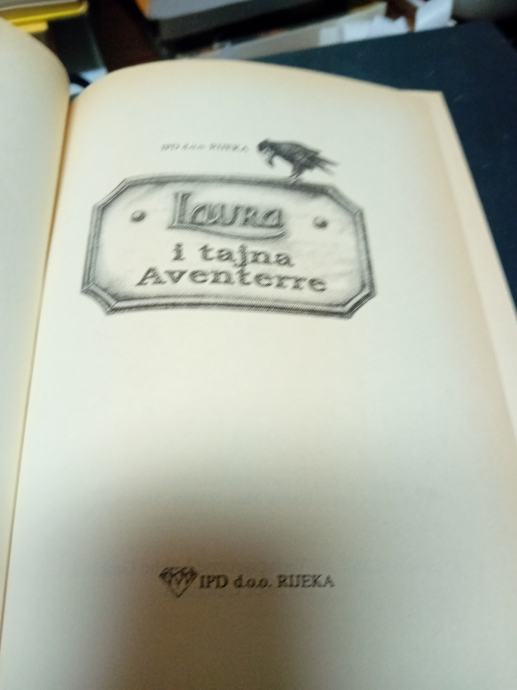 IPD d.o.o. RIJEKA
Laura
i tajna
Aventerre
IPD d.o.o. RIJEKA